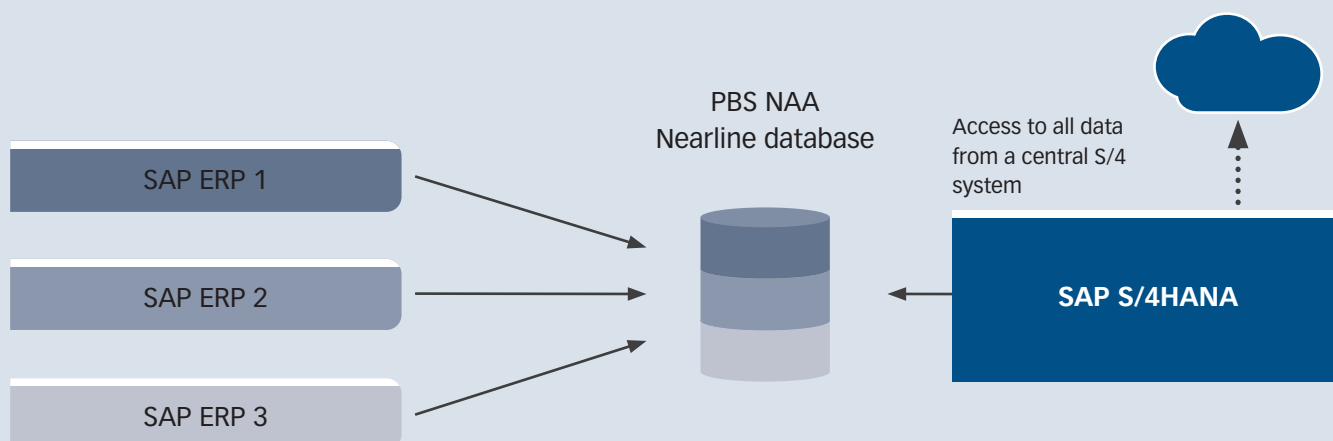 SAP ERP 1
SAP ERP 2
SAP ERP 3
PBS NAA
Nearline database
Access to all data
from a central S/4
system
SAP S/4HANA